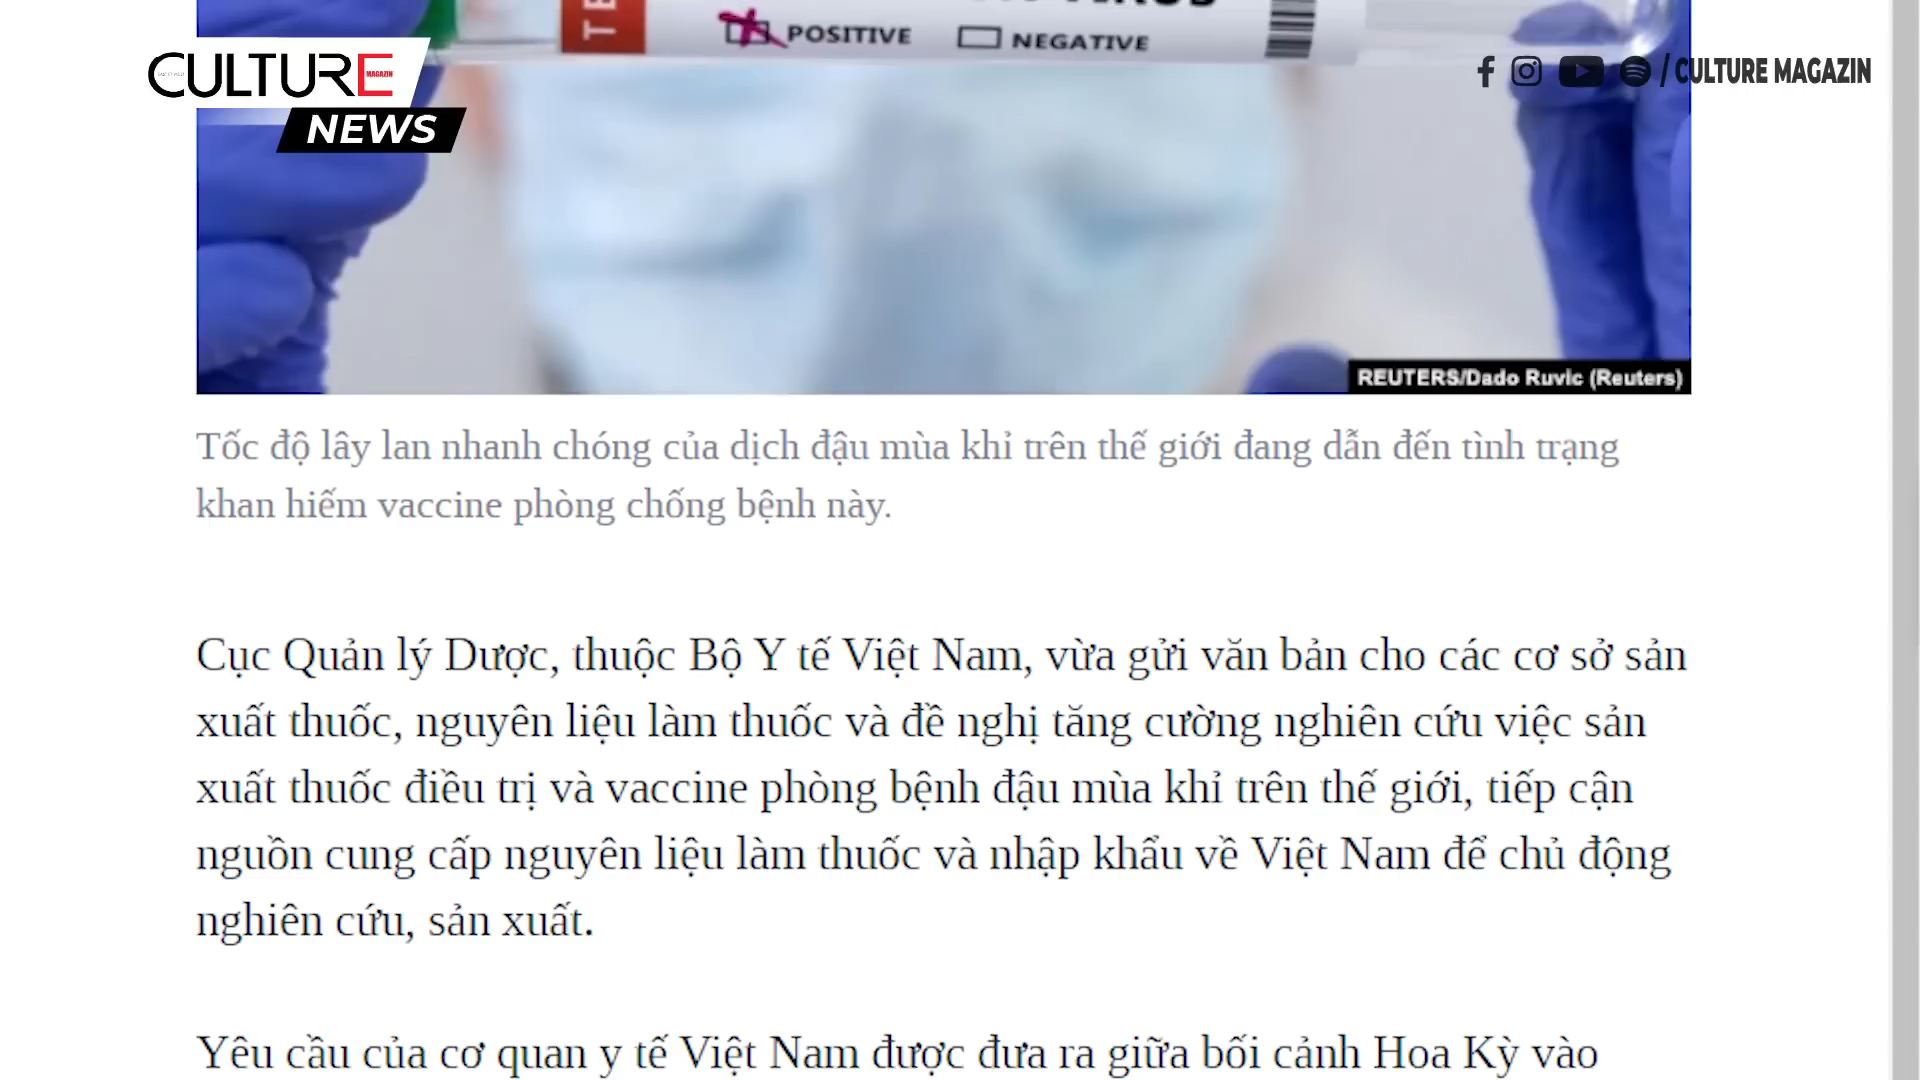 POSITIVE
NEGATIVE
CULTURE
MAGAZIN
NEWS
/ CULTURE MAGAZIN
REUTERS/Dado Ruvic (Reuters)
Tốc độ lây lan nhanh chóng của dịch đậu mùa khỉ trên thế giới đang dẫn đến tình trạng
khan hiếm vaccine phòng chống bệnh này.
Cục Quản lý Dược, thuộc Bộ Y tế Việt Nam, vừa gửi văn bản cho các cơ sở sản
xuất thuốc, nguyên liệu làm thuốc và đề nghị tăng cường nghiên cứu việc sản
xuất thuốc điều trị và vaccine phòng bệnh đậu mùa khỉ trên thế giới, tiếp cận
nguồn cung cấp nguyên liệu làm thuốc và nhập khẩu về Việt Nam để chủ động
nghiên cứu, sản xuất.
Yêu cầu của cơ quan y tế Việt Nam được đưa ra giữa bối cảnh Hoa Kỳ vào